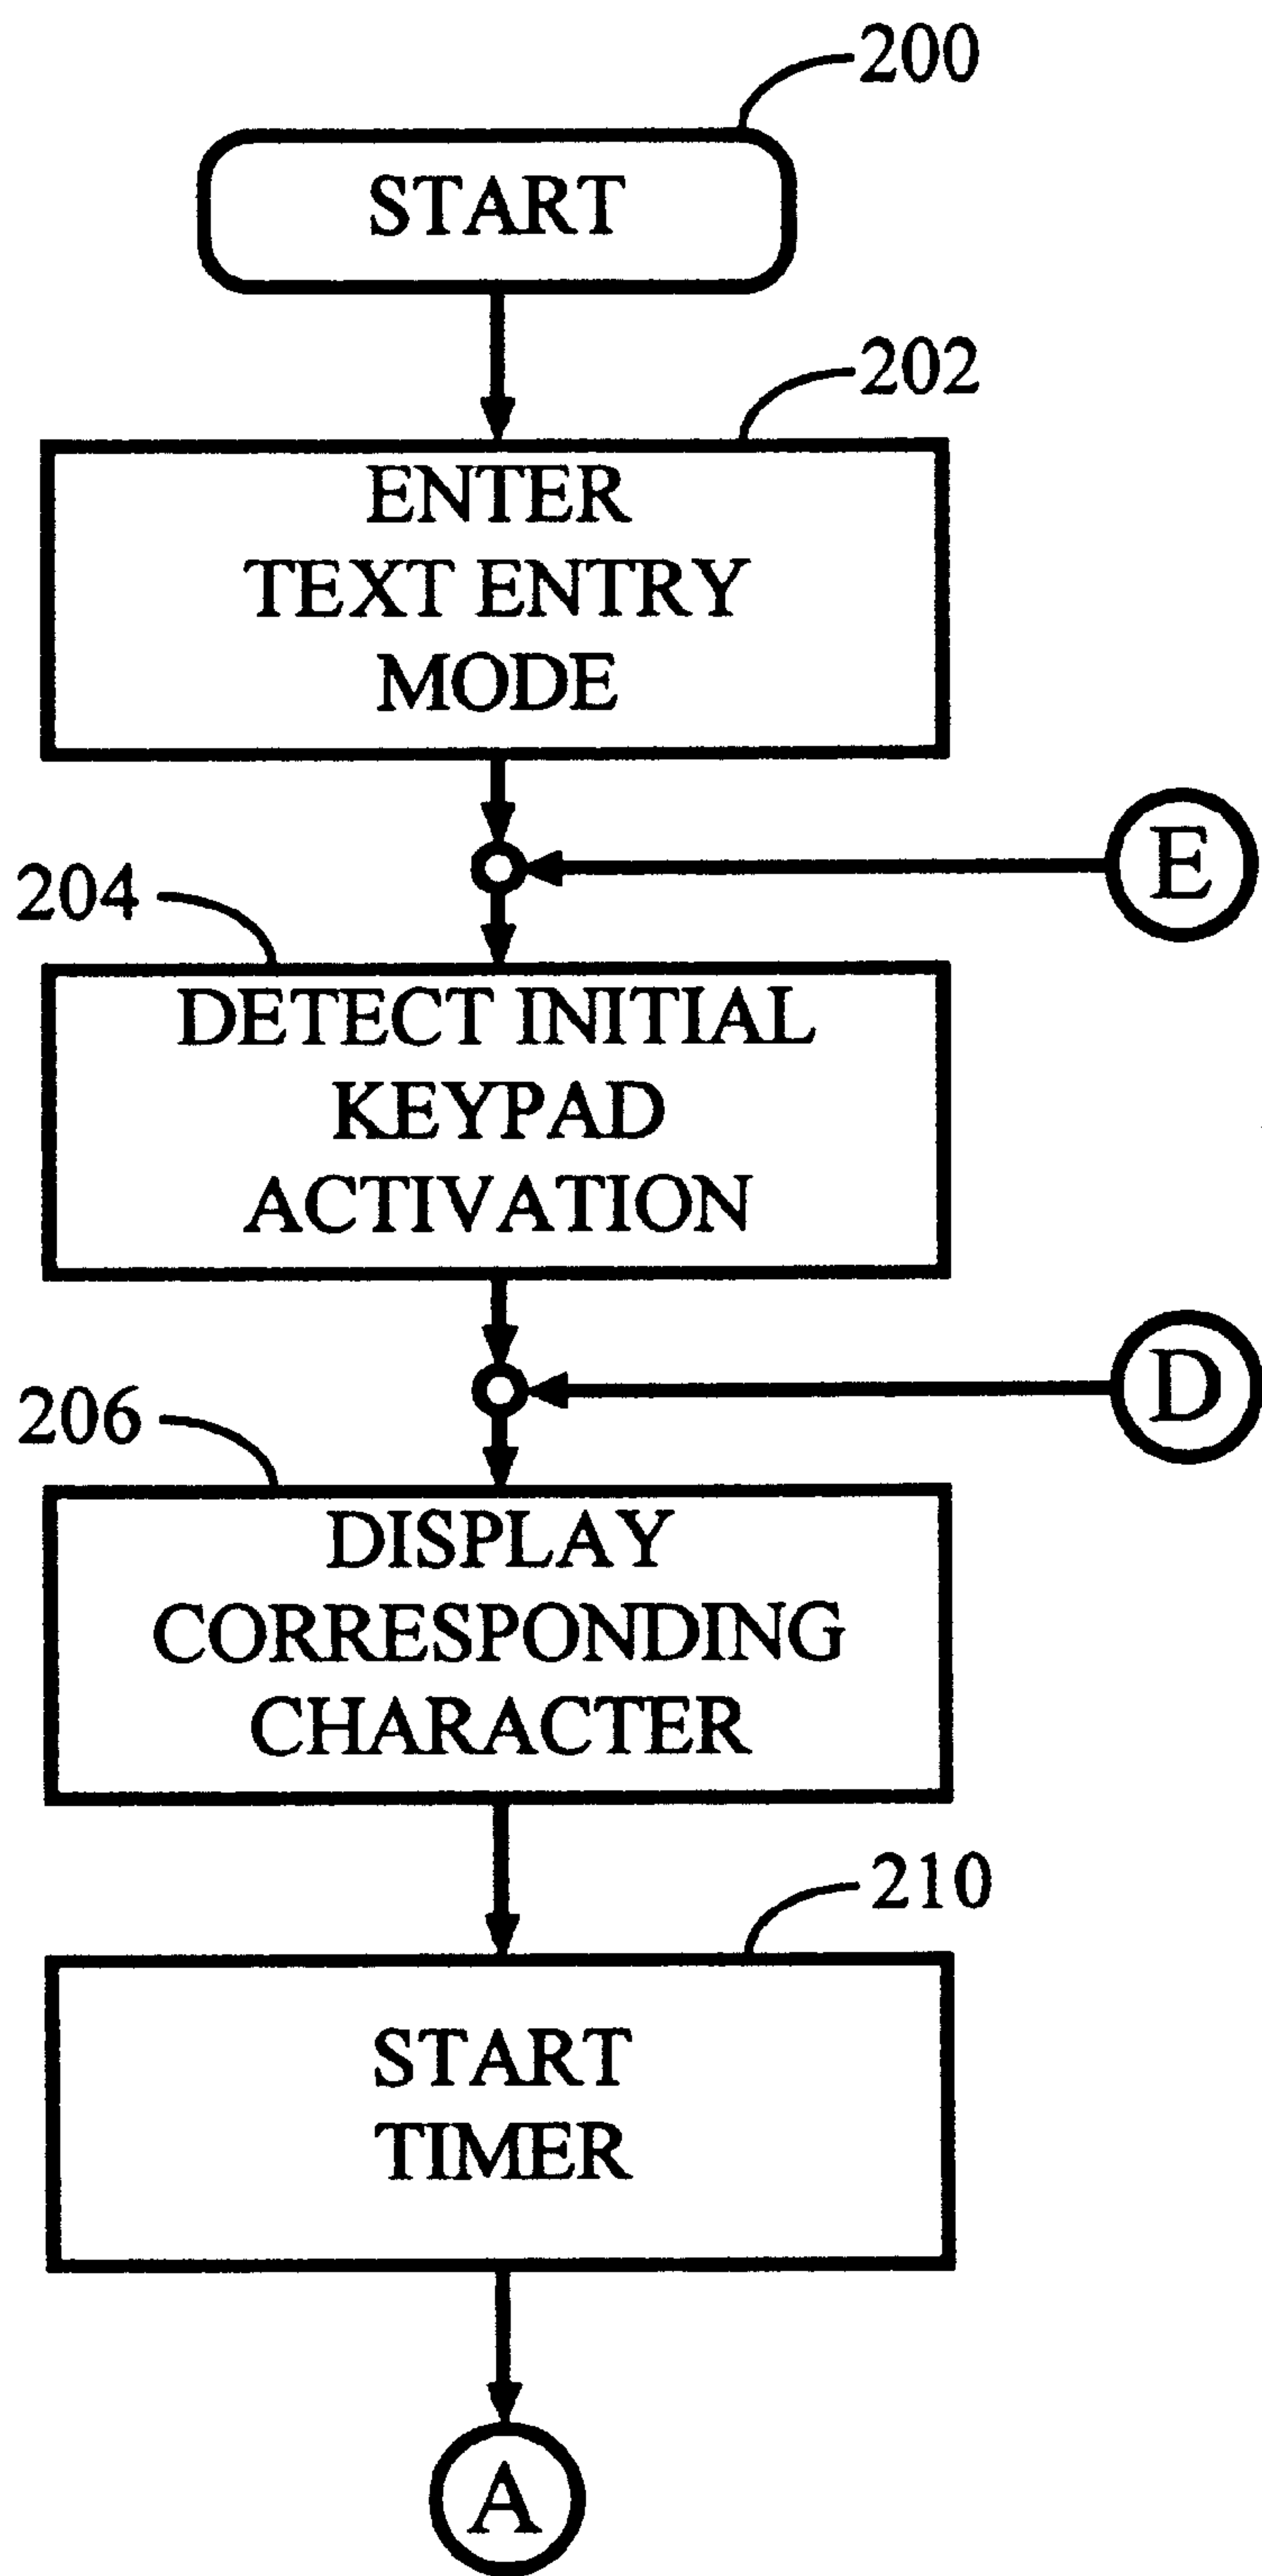 200
START
202
ENTER
TEXT ENTRY
MODE
E
204
DETECT INITIAL
KEYPAD
ACTIVATION
D
206
DISPLAY
CORRESPONDING
CHARACTER
210
START
TIMER
A